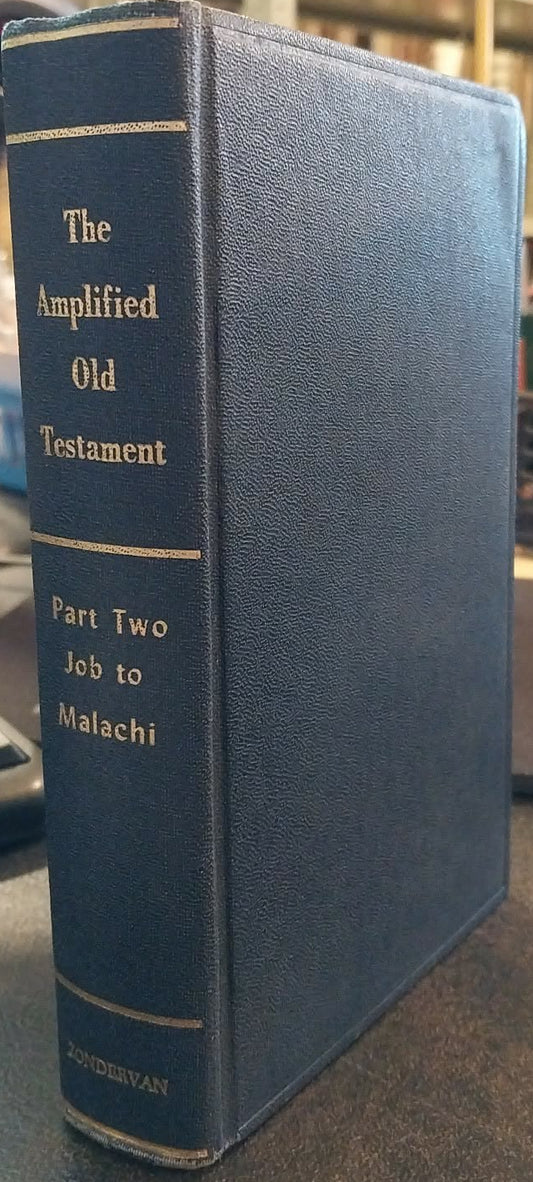 The
Amplified
Old
Testament
Part Two
Job to
Malachi
ZONDERVAN